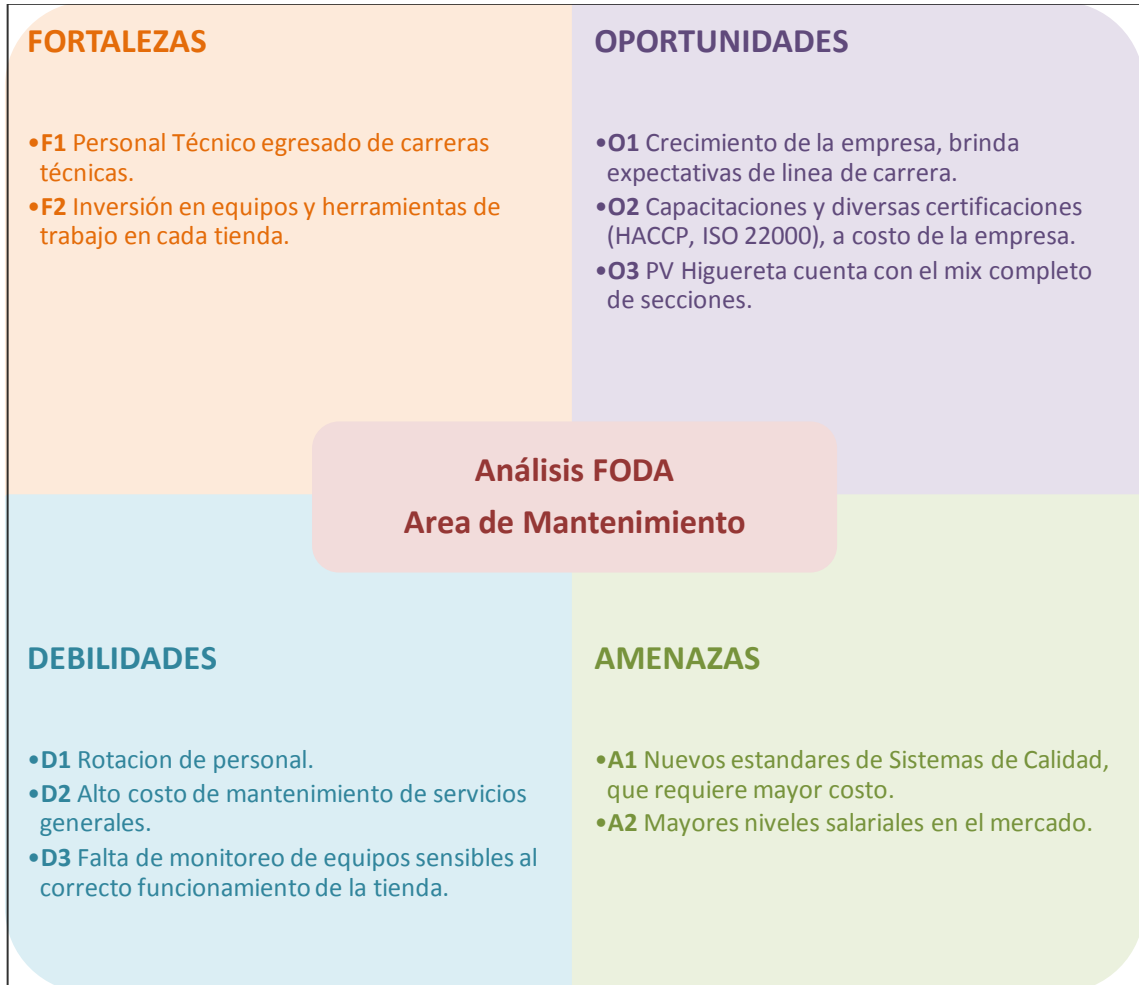 FORTALEZAS
•F1 Personal Técnico egresado de carreras
técnicas.
•F2 Inversión en equipos y herramientas de
trabajo en cada tienda.
OPORTUNIDADES
•O1 Crecimiento de la empresa, brinda
expectativas de linea de carrera.
•O2 Capacitaciones y diversas certificaciones
(HACCP, ISO 22000), a costo de la empresa.
•O3 PV Higuereta cuenta con el mix completo
de secciones.
Análisis FODA
Area de Mantenimiento
DEBILIDADES
•D1 Rotacion de personal.
•D2 Alto costo de mantenimiento de servicios
generales.
•D3 Falta de monitoreo de equipos sensibles al
correcto funcionamiento de la tienda.
AMENAZAS
•A1 Nuevos estandares de Sistemas de Calidad,
que requiere mayor costo.
•A2 Mayores niveles salariales en el mercado.